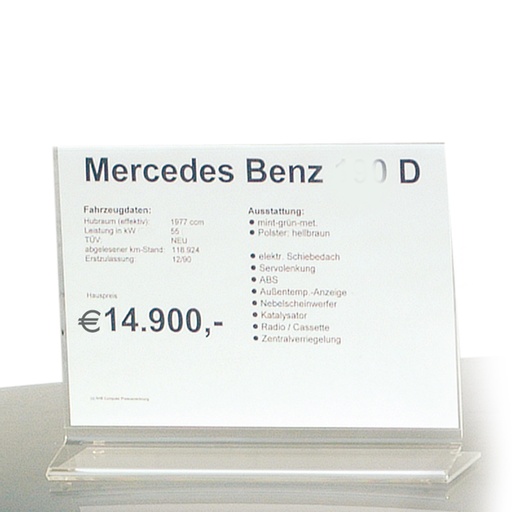 Mercedes Benz 190 D
Fahrzeugdaten:
Hubraum (effektiv): 1977 ccm
Leistung in kW 55
TÜV: NEU
abgelesener km-Stand: 118.924
Erstzulassung: 12/90
Hauspreis
€14.900,-
Ausstattung:
● mint-grün-met.
● Polster: hellbraun
● elektr. Schiebedach
● Servolenkung
● ABS
● Außentemp.-Anzeige
● Nebelscheinwerfer
● Katalysator
● Radio / Cassette
● Zentralverriegelung